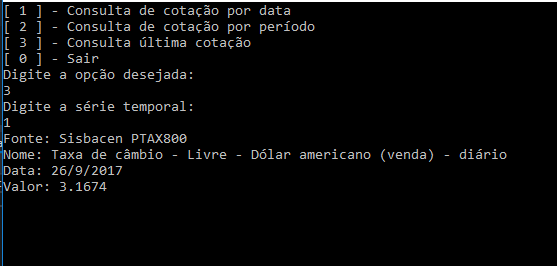 [ 1 ] - Consulta de cotação por data
[ 2 ] - Consulta de cotação por período
[ 3 ] - Consulta última cotação
[ 0 ] - Sair
Digite a opção desejada:
3
Digite a série temporal:
1
Fonte: Sisbacen PTAX800
Nome: Taxa de câmbio - Livre - Dólar americano (venda) - diário
Data: 26/9/2017
Valor: 3.1674